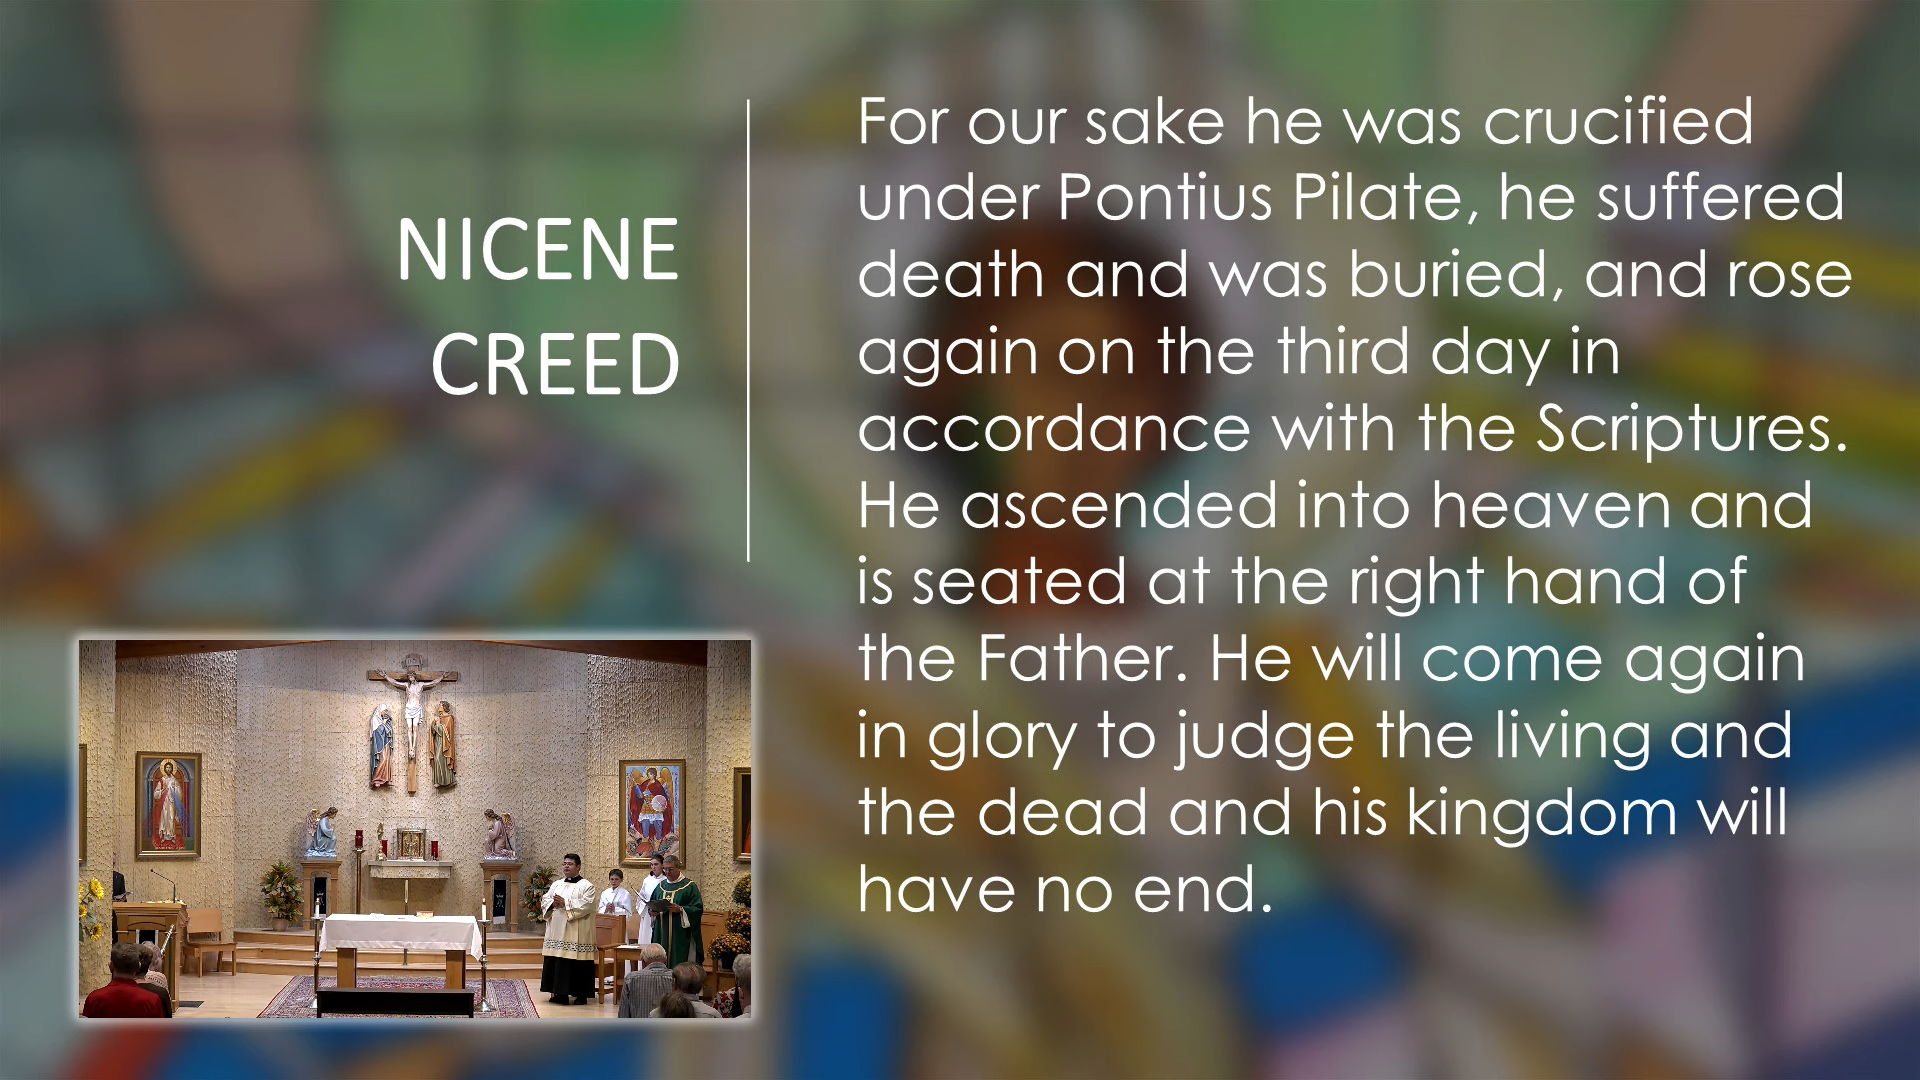 NICENE
CREED
For our sake he was crucified
under Pontius Pilate, he suffered
death and was buried, and rose
again on the third day in
accordance with the Scriptures.
He ascended into heaven and
is seated at the right hand of
the Father. He will come again
in glory to judge the living and
the dead and his kingdom will
have no end.